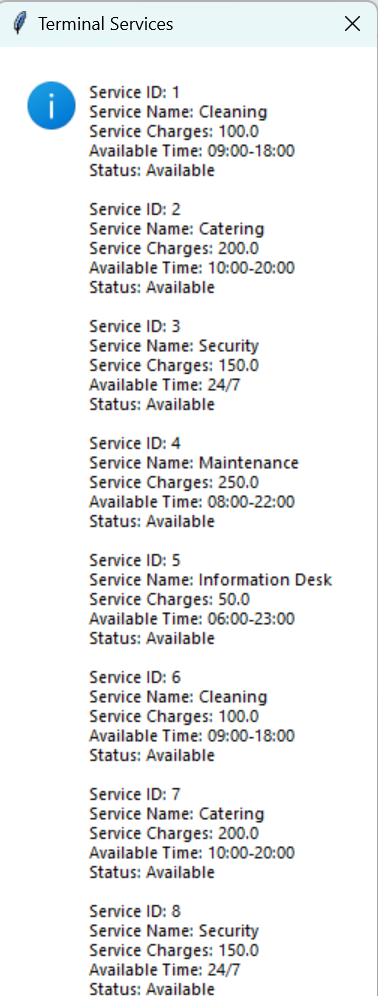 Terminal Services
Service ID: 1
Service Name: Cleaning
Service Charges: 100.0
Available Time: 09:00-18:00
Status: Available
Service ID: 2
Service Name: Catering
Service Charges: 200.0
Available Time: 10:00-20:00
Status: Available
Service ID: 3
Service Name: Security
Service Charges: 150.0
Available Time: 24/7
Status: Available
Service ID: 4
Service Name: Maintenance
Service Charges: 250.0
Available Time: 08:00-22:00
Status: Available
Service ID: 5
Service Name: Information Desk
Service Charges: 50.0
Available Time: 06:00-23:00
Status: Available
Service ID: 6
Service Name: Cleaning
Service Charges: 100.0
Available Time: 09:00-18:00
Status: Available
Service ID: 7
Service Name: Catering
Service Charges: 200.0
Available Time: 10:00-20:00
Status: Available
Service ID: 8
Service Name: Security
Service Charges: 150.0
Available Time: 24/7
Status: Available